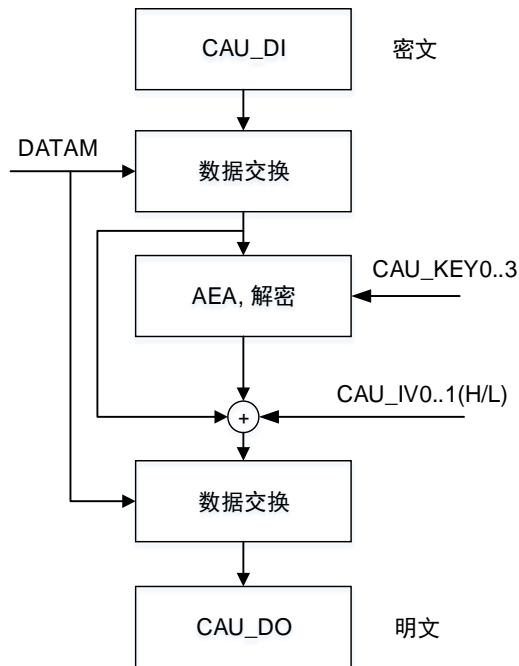 CAU_DI
密文
DATAM
数据交换
CAU_KEY0..3
AEA, 解密
CAU_IV0..1(H/L)
+
数据交换
CAU_DO
明文